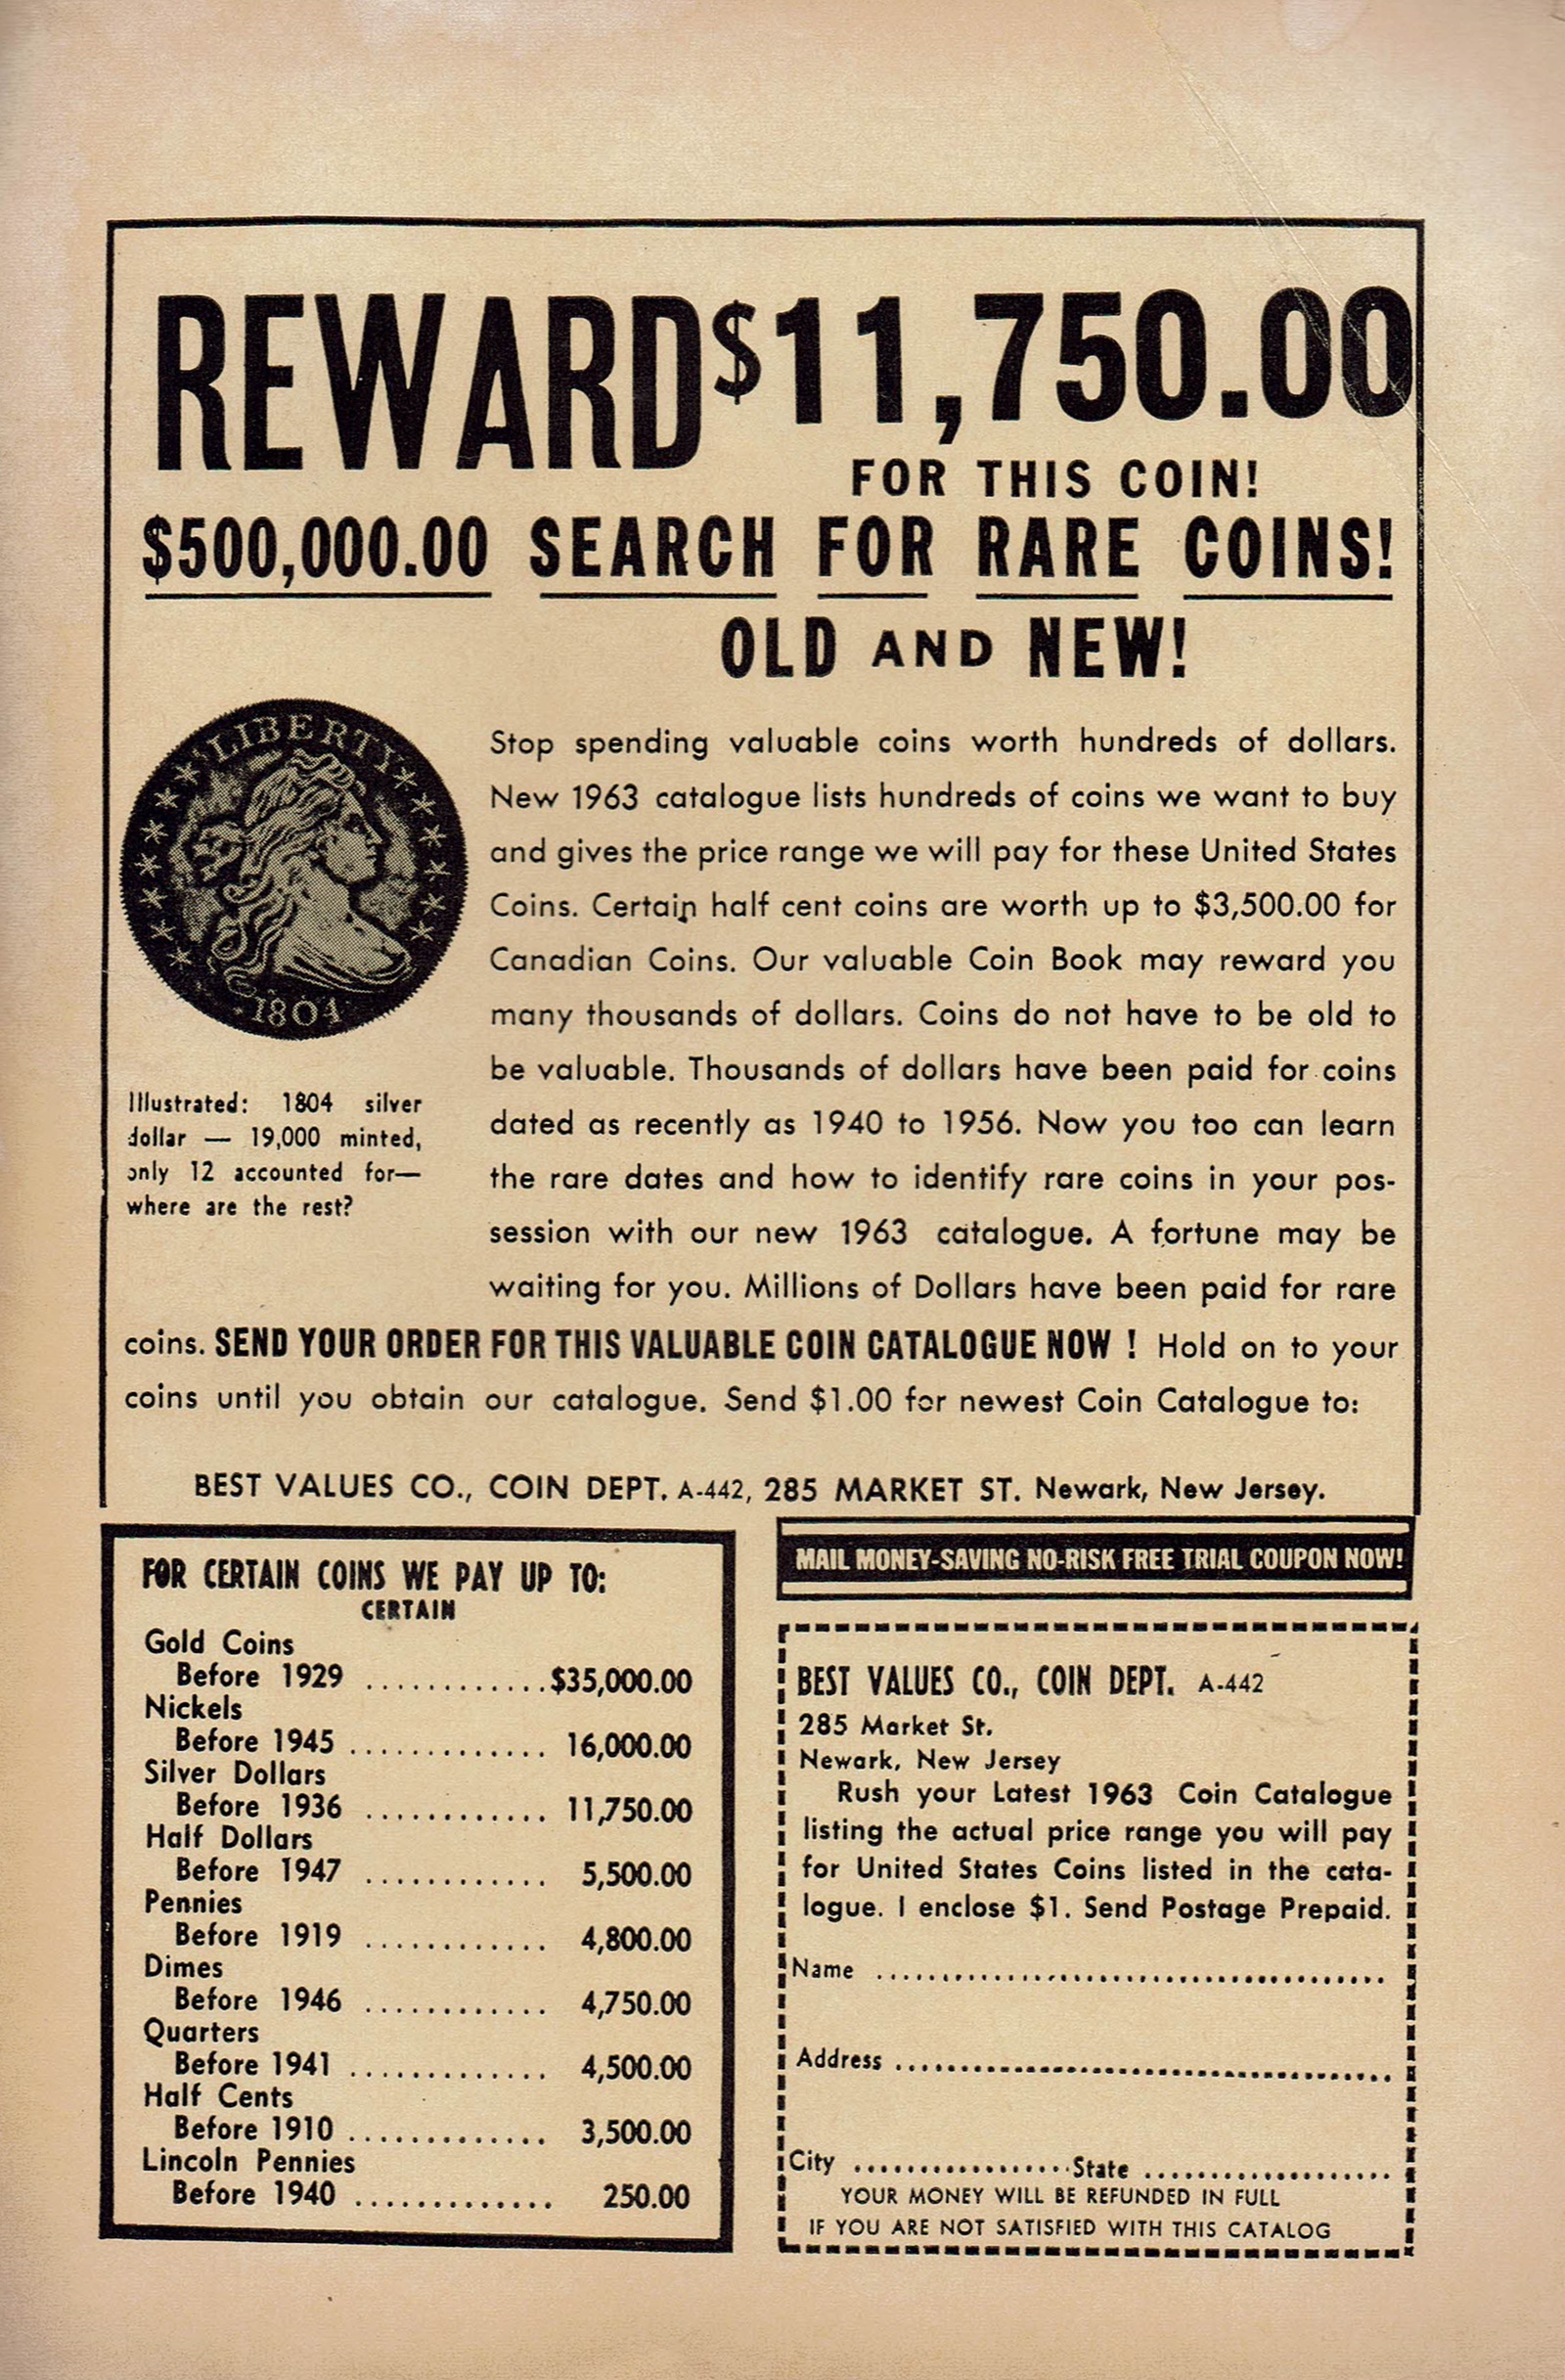 REWARD $11,750.00
FOR THIS COIN!
$500,000.00 SEARCH FOR RARE COINS!
OLD AND NEW!
LIBERTY
1804
Illustrated: 1804 silver
dollar — 19,000 minted,
only 12 accounted for—
where are the rest?
Stop spending valuable coins worth hundreds of dollars.
New 1963 catalogue lists hundreds of coins we want to buy
and gives the price range we will pay for these United States
Coins. Certain half cent coins are worth up to $3,500.00 for
Canadian Coins. Our valuable Coin Book may reward you
many thousands of dollars. Coins do not have to be old to
be valuable. Thousands of dollars have been paid for coins
dated as recently as 1940 to 1956. Now you too can learn
the rare dates and how to identify rare coins in your pos-
session with our new 1963 catalogue. A fortune may be
waiting for you. Millions of Dollars have been paid for rare
coins. SEND YOUR ORDER FOR THIS VALUABLE COIN CATALOGUE NOW ! Hold on to your
coins until you obtain our catalogue. Send $1.00 for newest Coin Catalogue to:
BEST VALUES CO., COIN DEPT. A-442, 285 MARKET ST. Newark, New Jersey.
FOR CERTAIN COINS WE PAY UP TO:
CERTAIN
Gold Coins
Before 1929 ............$35,000.00
Nickels
Before 1945 ............. 16,000.00
Silver Dollars
Before 1936 ............ 11,750.00
Half Dollars
Before 1947 ............ 5,500.00
Pennies
Before 1919 ............ 4,800.00
Dimes
Before 1946 ............ 4,750.00
Quarters
Before 1941 ............. 4,500.00
Half Cents
Before 1910 ............. 3,500.00
Lincoln Pennies
Before 1940 ............. 250.00
MAIL MONEY-SAVING NO-RISK FREE TRIAL COUPON NOW!
BEST VALUES CO., COIN DEPT. A-442
285 Market St.
Newark, New Jersey
Rush your Latest 1963 Coin Catalogue
listing the actual price range you will pay
for United States Coins listed in the cata-
logue. I enclose $1. Send Postage Prepaid.
Name .......................................
Address ......................................
City .................State ...................
YOUR MONEY WILL BE REFUNDED IN FULL
IF YOU ARE NOT SATISFIED WITH THIS CATALOG